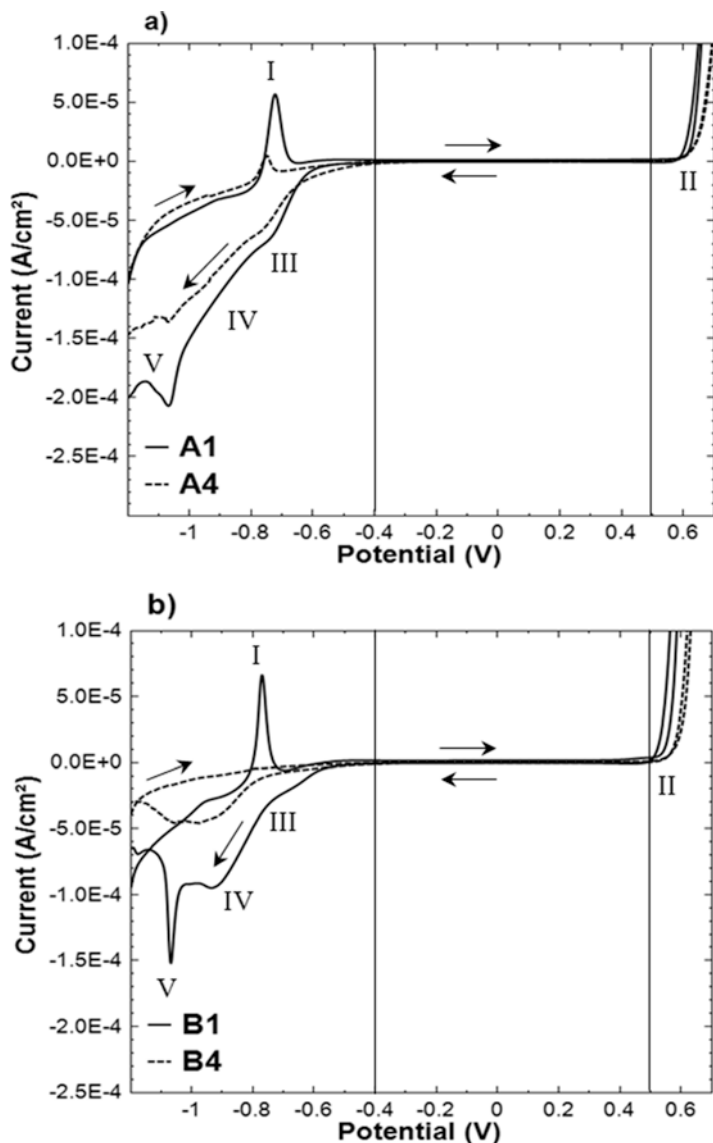 a)
1.0E-4
5.0E-5
0.0E+0
-5.0E-5
-1.0E-4
-1.5E-4
-2.0E-4
-2.5E-4
Current (A/cm²)
I
II
III
IV
V
A1
A4
-1 -0.8 -0.6 -0.4 -0.2 0 0.2 0.4 0.6
Potential (V)
b)
1.0E-4
5.0E-5
0.0E+0
-5.0E-5
-1.0E-4
-1.5E-4
-2.0E-4
-2.5E-4
Current (A/cm²)
I
II
III
IV
V
B1
B4
-1 -0.8 -0.6 -0.4 -0.2 0 0.2 0.4 0.6
Potential (V)